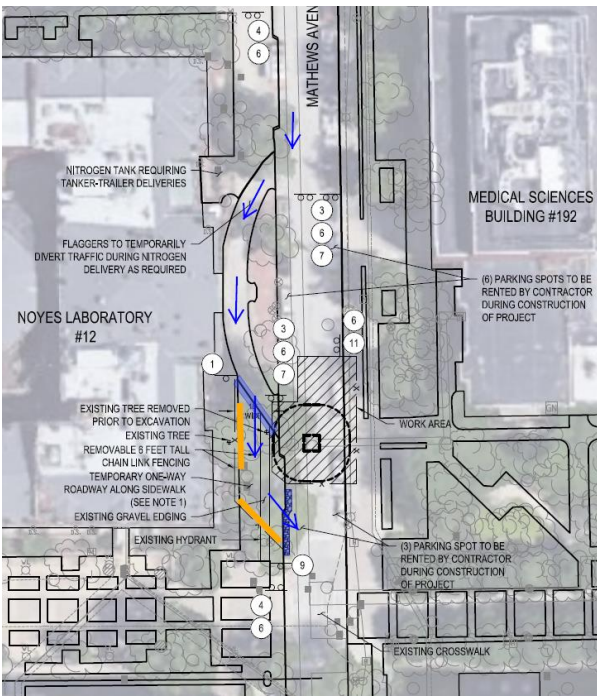 4
6
MATHEWS AVEN
NITROGEN TANK REQUIRING
TANKER-TRAILER DELIVERIES
MEDICAL SCIENCES
BUILDING #192
3
6
7
FLAGGERS TO TEMPORARILY
DIVERT TRAFFIC DURING NITROGEN
DELIVERY AS REQUIRED
(6) PARKING SPOTS TO BE
RENTED BY CONTRACTOR
DURING CONSTRUCTION
OF PROJECT
NOYES LABORATORY
#12
3
6
7
6
11
1
EXISTING TREE REMOVED
PRIOR TO EXCAVATION
EXISTING TREE
REMOVABLE 8 FEET TALL
CHAIN LINK FENCING
TEMPORARY ONE-WAY
ROADWAY ALONG SIDEWALK
(SEE NOTE 1)
EXISTING GRAVEL EDGING
WORK AREA
GN
EXISTING HYDRANT
(3) PARKING SPOT TO BE
RENTED BY CONTRACTOR
DURING CONSTRUCTION
OF PROJECT
9
4
6
EXISTING CROSSWALK